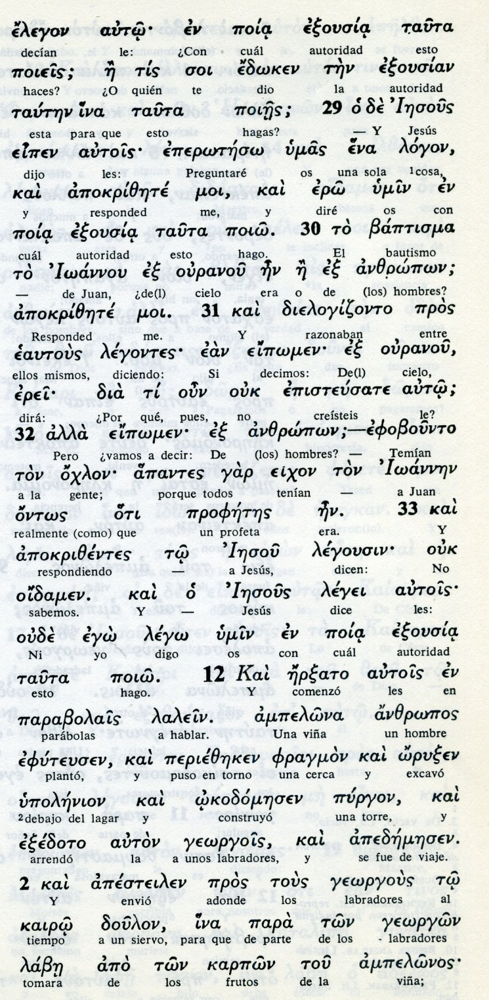 ἔλεγον αὐτῷ· ἐν ποίᾳ ἐξουσίᾳ ταῦτα
decían le: ¿Con cuál autoridad esto
ποιεῖς; ἢ τίς σοι ἔδωκεν τὴν ἐξουσίαν
haces? ¿O quién te dio la autoridad
ταύτην ἵνα ταῦτα ποιῇς; 29 ὁ δὲ Ἰησοῦς
esta para que esto hagas? — Y Jesús
εἶπεν αὐτοῖς· ἐπερωτήσω ὑμᾶς ἕνα λόγον,
dijo les: Preguntaré os una sola 1cosa,
καὶ ἀποκρίθητέ μοι, καὶ ἐρῶ ὑμῖν ἐν
y responded me, y diré os con
ποίᾳ ἐξουσίᾳ ταῦτα ποιῶ. 30 τὸ βάπτισμα
cuál autoridad esto hago. El bautismo
τὸ Ἰωάννου ἐξ οὐρανοῦ ἦν ἢ ἐξ ἀνθρώπων;
— de Juan, ¿de(l) cielo era o de (los) hombres?
ἀποκρίθητέ μοι. 31 καὶ διελογίζοντο πρὸς
Responded me. Y razonaban entre
ἑαυτοὺς λέγοντες· ἐὰν εἴπωμεν· ἐξ οὐρανοῦ,
ellos mismos, diciendo: Si decimos: De(l) cielo,
ἐρεῖ· διὰ τί οὖν οὐκ ἐπιστεύσατε αὐτῷ;
dirá: ¿Por qué, pues, no creísteis le?
32 ἀλλὰ εἴπωμεν· ἐξ ἀνθρώπων; — ἐφοβοῦντο
Pero ¿vamos a decir: De (los) hombres? — Temían
τὸν ὄχλον· ἅπαντες γὰρ εἶχον τὸν Ἰωάννην
a la gente; porque todos tenían — a Juan
ὄντως ὅτι προφήτης ἦν. 33 καὶ
realmente (como) que un profeta era. Y
ἀποκριθέντες τῷ Ἰησοῦ λέγουσιν· οὐκ
respondiendo — a Jesús, dicen: No
οἴδαμεν. καὶ ὁ Ἰησοῦς λέγει αὐτοῖς·
sabemos. Y — Jesús dice les:
οὐδὲ ἐγὼ λέγω ὑμῖν ἐν ποίᾳ ἐξουσίᾳ
Ni yo digo os con cuál autoridad
ταῦτα ποιῶ. 12 Καὶ ἤρξατο αὐτοῖς ἐν
esto hago. Y comenzó les en
παραβολαῖς λαλεῖν. ἀμπελῶνα ἄνθρωπος
parábolas a hablar. Una viña un hombre
ἐφύτευσεν, καὶ περιέθηκεν φραγμὸν καὶ ὤρυξεν
plantó, y puso en torno una cerca y excavó
ὑπολήνιον καὶ ᾠκοδόμησεν πύργον, καὶ
2debajo del lagar y construyó una torre, y
ἐξέδοτο αὐτὸν γεωργοῖς, καὶ ἀπεδήμησεν.
arrendó la a unos labradores, y se fue de viaje.
2 καὶ ἀπέστειλεν πρὸς τοὺς γεωργοὺς τῷ
Y envió adonde los labradores al
καιρῷ δοῦλον, ἵνα παρὰ τῶν γεωργῶν
tiempo a un siervo, para que de parte de los labradores
λάβῃ ἀπὸ τῶν καρπῶν τοῦ ἀμπελῶνος·
tomara de los frutos de la viña;